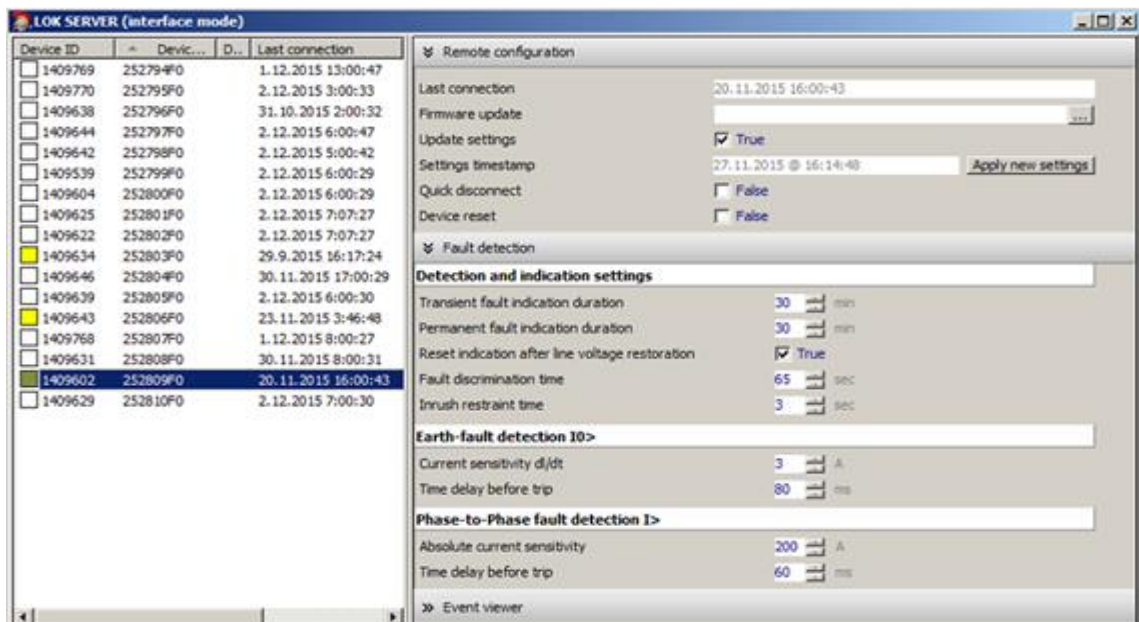 LOK SERVER (interface mode)
Device ID Devic... D.. Last connection
1409769 252794F0 1.12.2015 13:00:47
1409770 252795F0 2.12.2015 3:00:33
1409638 252796F0 31.10.2015 2:00:32
1409644 252797F0 2.12.2015 6:00:47
1409642 252798F0 2.12.2015 5:00:42
1409539 252799F0 2.12.2015 6:00:29
1409604 252800F0 2.12.2015 6:00:29
1409625 252801F0 2.12.2015 7:07:27
1409622 252802F0 2.12.2015 7:07:27
1409634 252803F0 29.9.2015 16:17:24
1409646 252804F0 30.11.2015 17:00:29
1409639 252805F0 2.12.2015 6:00:30
1409643 252806F0 23.11.2015 3:46:48
1409768 252807F0 1.12.2015 8:00:27
1409631 252808F0 30.11.2015 8:00:31
1409602 252809F0 20.11.2015 16:00:43
1409629 252810F0 2.12.2015 7:00:30
Remote configuration
Last connection 20.11.2015 16:00:43
Firmware update ...
Update settings True
Settings timestamp 27.11.2015 @ 16:14:48 Apply new settings
Quick disconnect False
Device reset False
Fault detection
Detection and indication settings
Transient fault indication duration 30 min
Permanent fault indication duration 30 min
Reset indication after line voltage restoration True
Fault discrimination time 65 sec
Inrush restraint time 3 sec
Earth-fault detection I0>
Current sensitivity dI/dt 3 A
Time delay before trip 80 ms
Phase-to-Phase fault detection I>
Absolute current sensitivity 200 A
Time delay before trip 60 ms
Event viewer